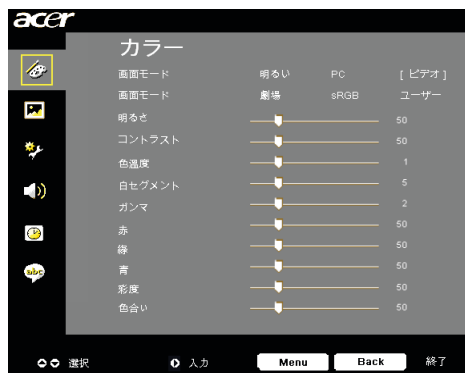 acer
カラー
画面モード 明るい PC [ ビデオ ]
画面モード 劇場 sRGB ユーザー
明るさ 50
コントラスト 50
色温度 1
白セグメント 5
ガンマ 2
赤 50
緑 50
青 50
彩度 50
色合い 50
abc
選択 入力 Menu Back 終了